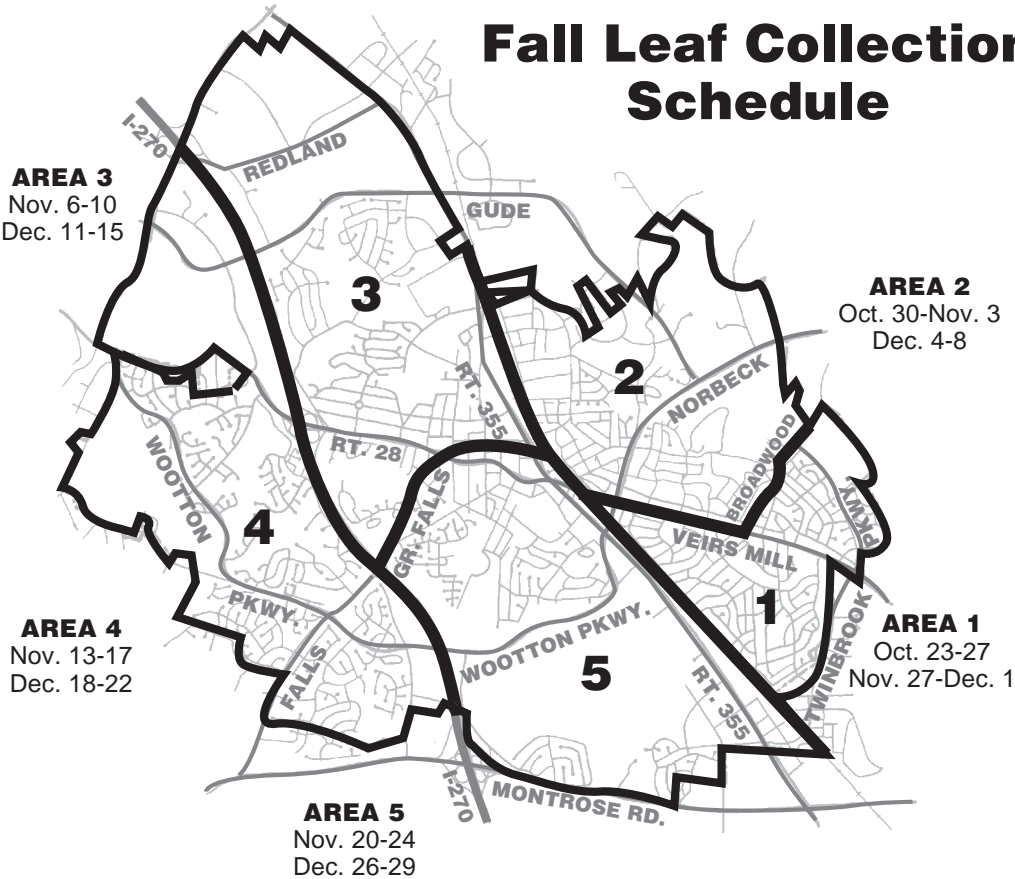 Fall Leaf Collection
Schedule
I-270
REDLAND
AREA 3
Nov. 6-10
Dec. 11-15
GUDE
3
AREA 2
Oct. 30-Nov. 3
Dec. 4-8
2
NORBECK
RT. 355
RT. 28
BROADWOOD
WOOTTON
GR. FALLS
PKWY
4
VEIRS MILL
PKWY.
1
AREA 4
Nov. 13-17
Dec. 18-22
WOOTTON PKWY.
AREA 1
Oct. 23-27
Nov. 27-Dec. 1
TWINBROOK
FALLS
5
RT. 355
I-270
MONTROSE RD.
AREA 5
Nov. 20-24
Dec. 26-29